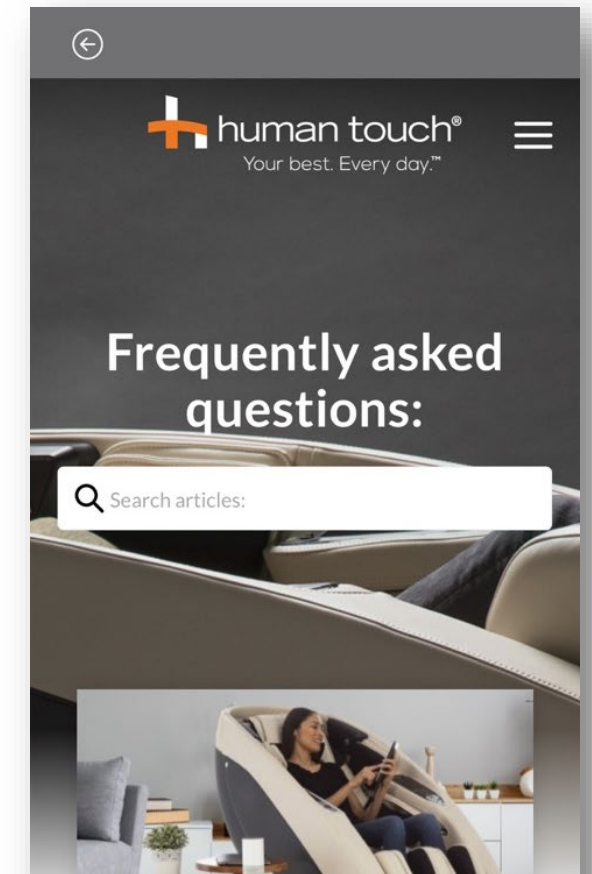 human touch®
Your best. Every day.™
Frequently asked
questions:
Search articles: